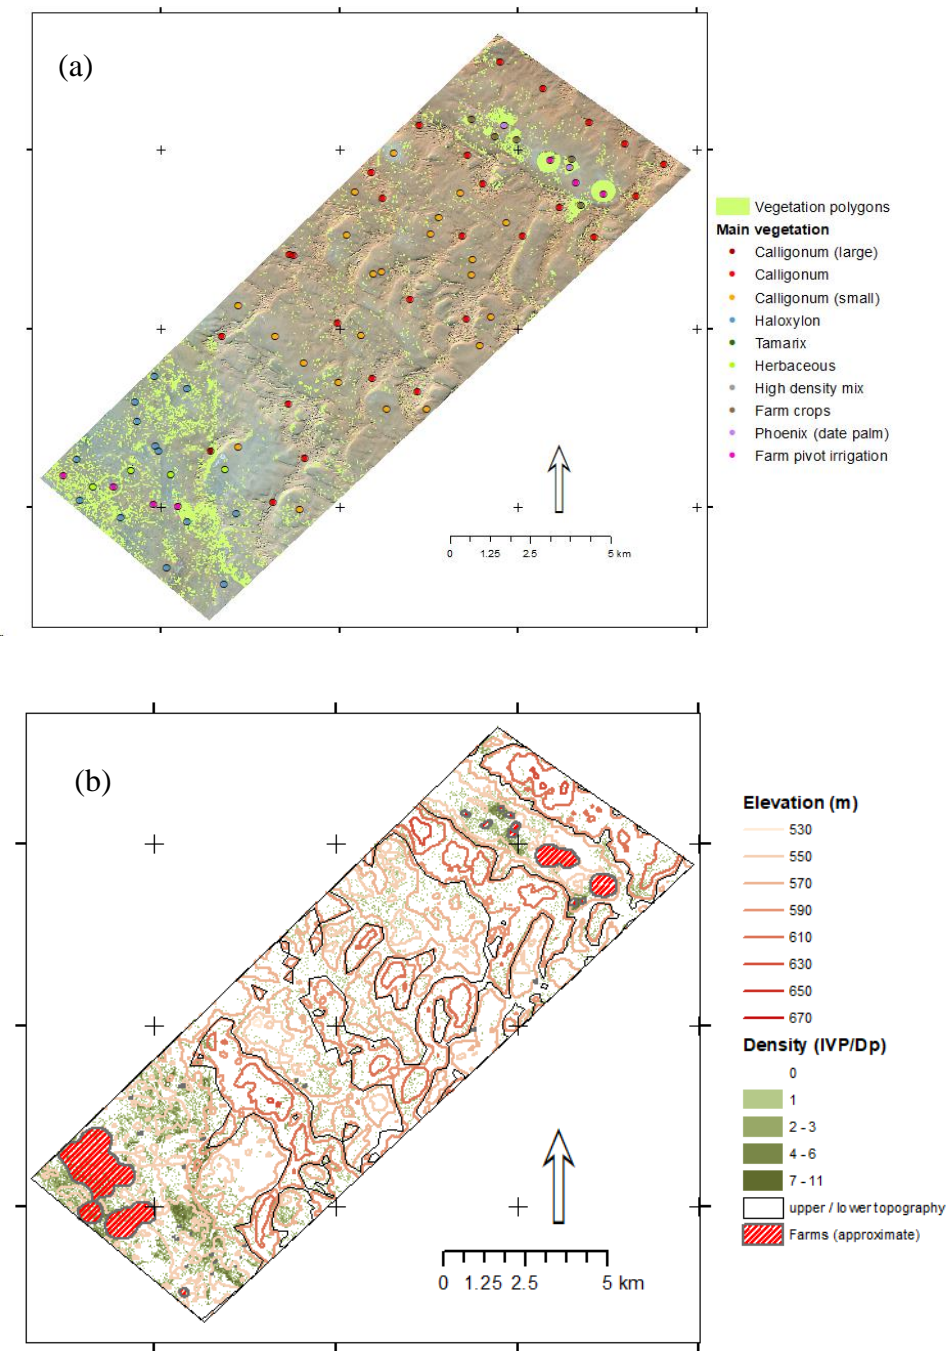 (a)
Vegetation polygons
Main vegetation
Calligonum (large)
Calligonum
Calligonum (small)
Haloxylon
Tamarix
Herbaceous
High density mix
Farm crops
Phoenix (date palm)
Farm pivot irrigation
0 1.25 2.5 5 km
(b)
Elevation (m)
530
550
570
590
610
630
650
670
Density (IVP/Dp)
0
1
2 - 3
4 - 6
7 - 11
upper / lower topography
Farms (approximate)
0 1.25 2.5 5 km